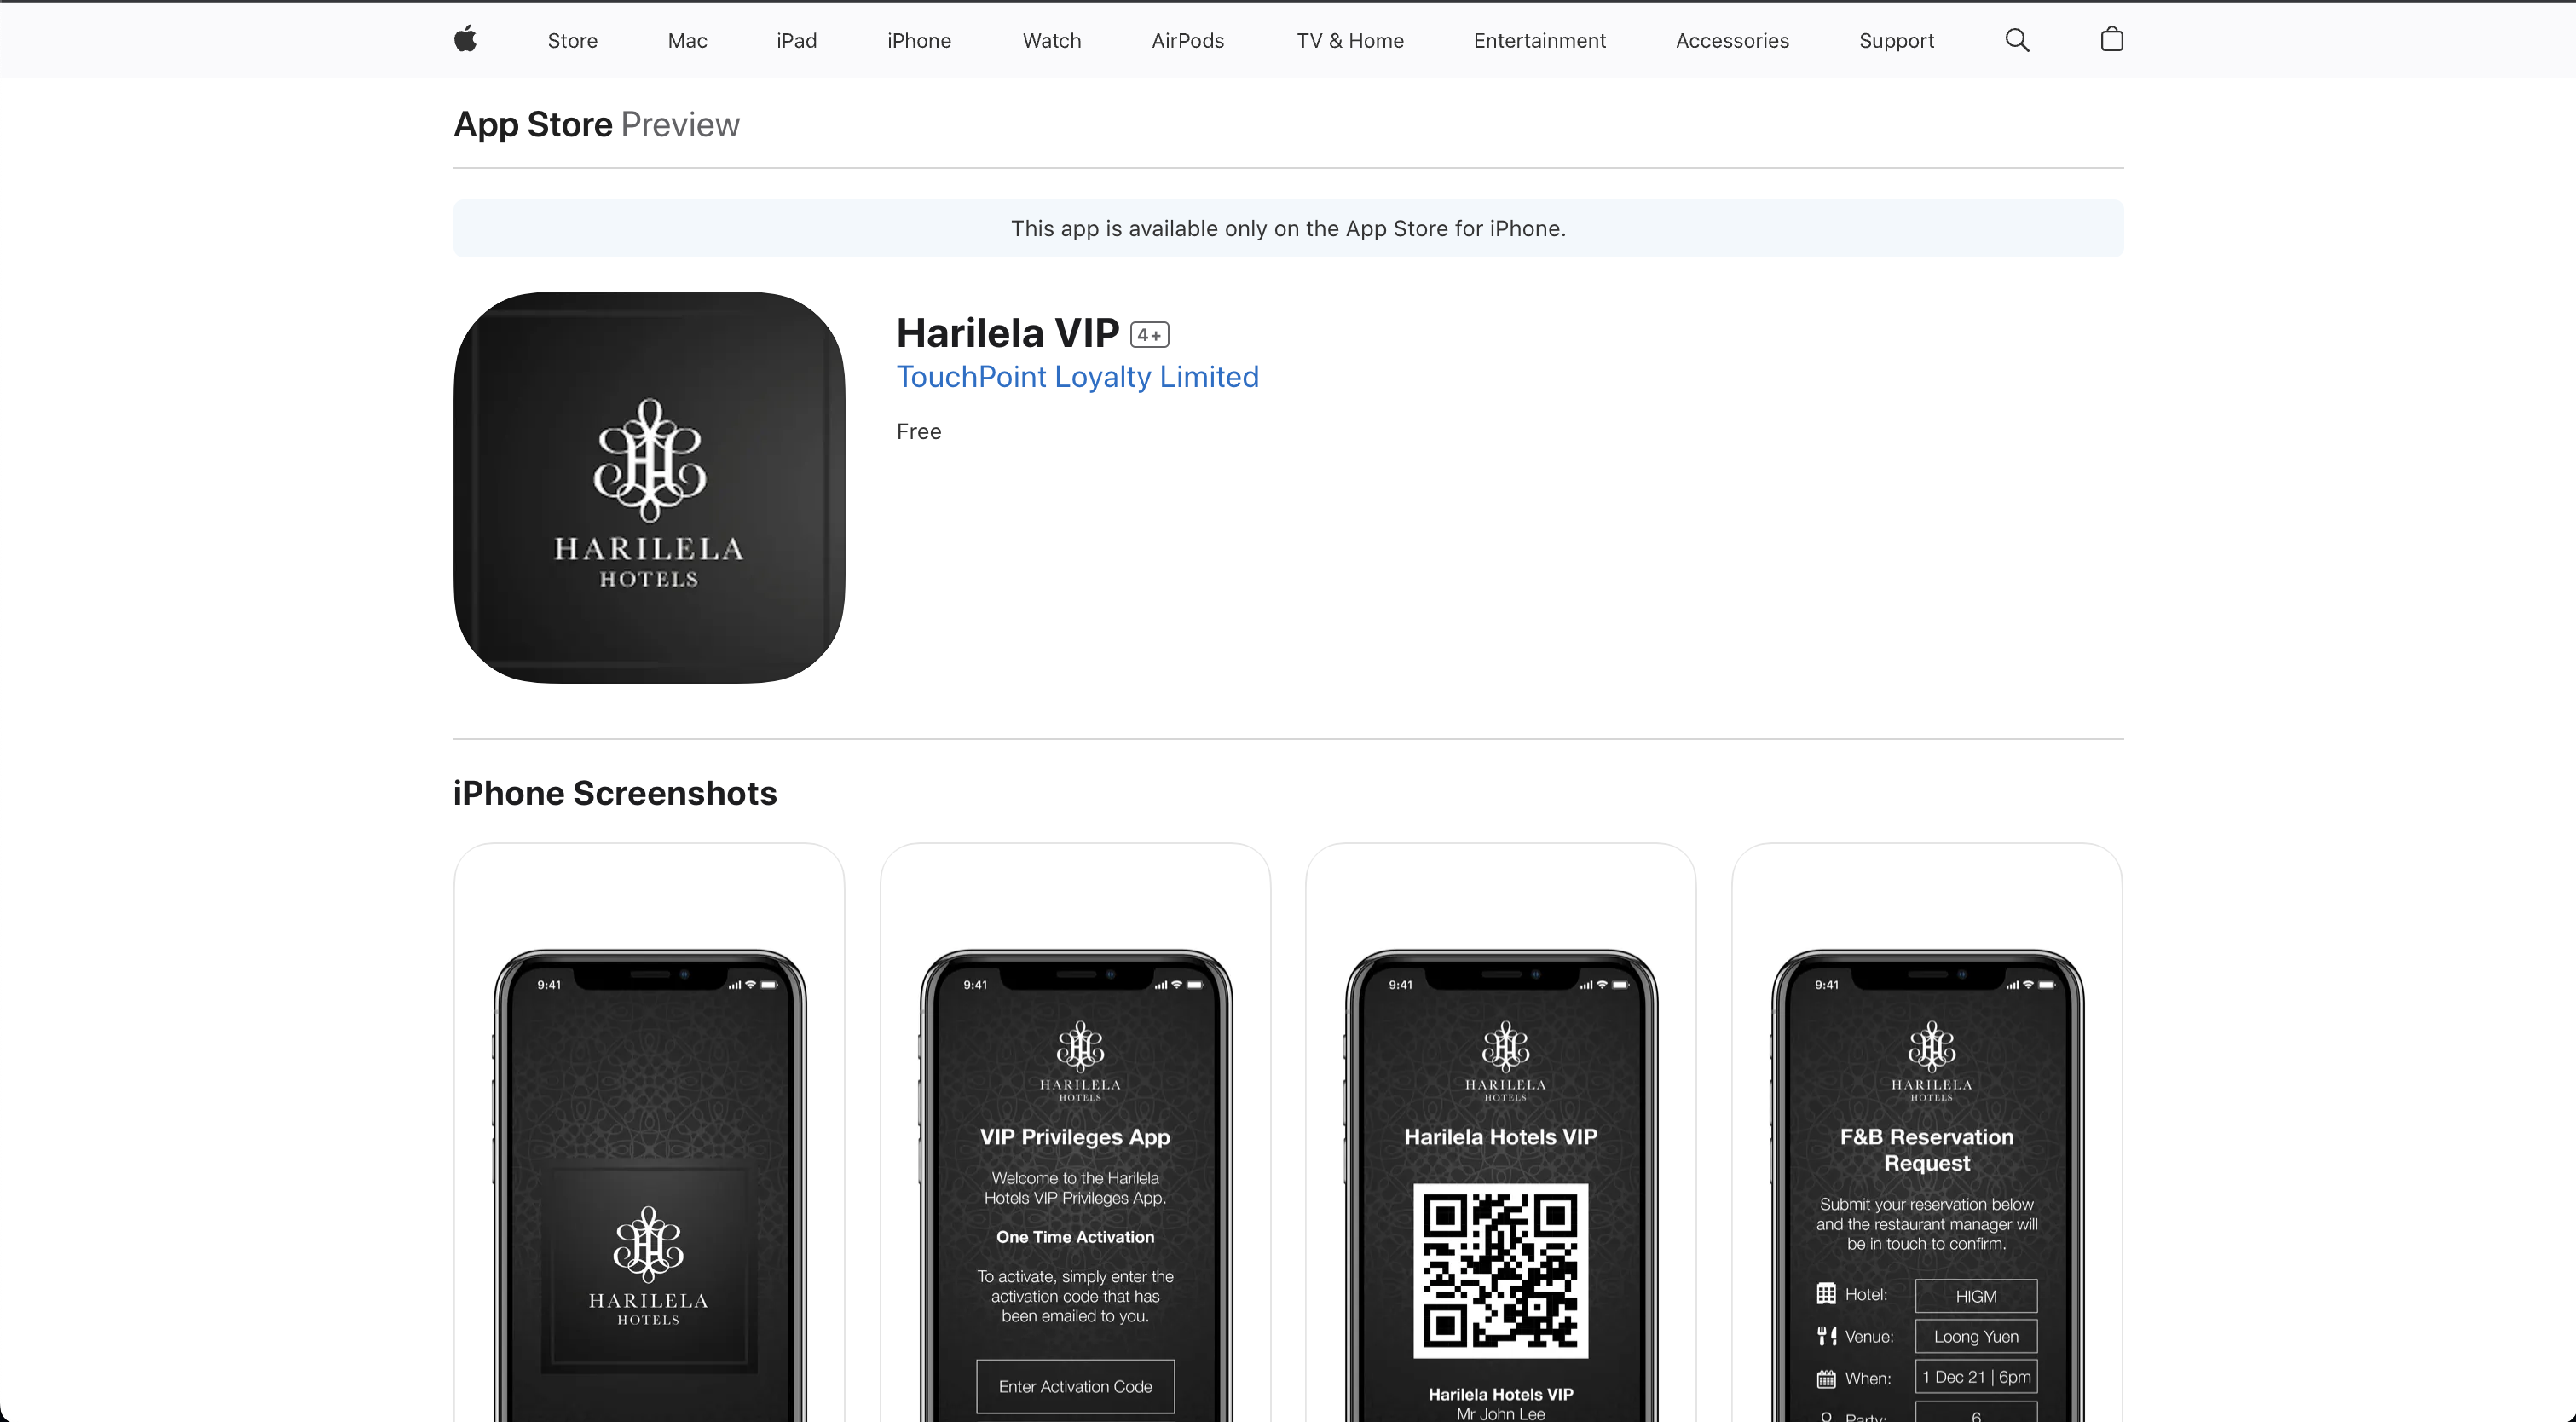 Store Mac iPad iPhone Watch AirPods TV & Home Entertainment Accessories Support
App Store Preview
This app is available only on the App Store for iPhone.
HARILELA
HOTELS
Harilela VIP 4+
TouchPoint Loyalty Limited
Free
iPhone Screenshots
9:41
HARILELA
HOTELS
9:41
HARILELA
HOTELS
VIP Privileges App
Welcome to the Harilela
Hotels VIP Privileges App.
One Time Activation
To activate, simply enter the
activation code that has
been emailed to you.
Enter Activation Code
9:41
HARILELA
HOTELS
Harilela Hotels VIP
Harilela Hotels VIP
Mr John Lee
9:41
HARILELA
HOTELS
F&B Reservation
Request
Submit your reservation below
and the restaurant manager will
be in touch to confirm.
Hotel: HIGM
Venue: Loong Yuen
When: 1 Dec 21 | 6pm
Party: 6